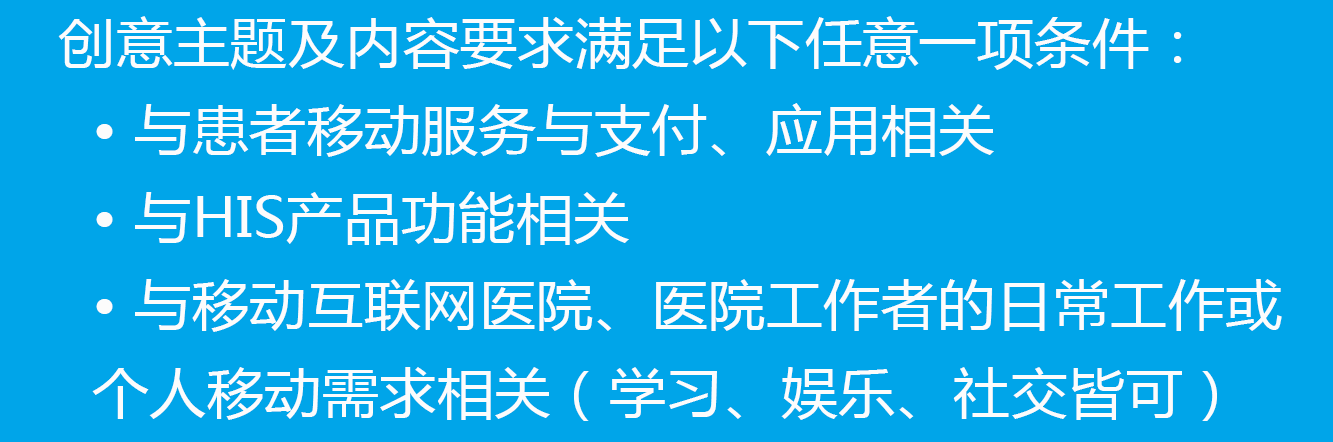 创意主题及内容要求满足以下任意一项条件：
• 与患者移动服务与支付、应用相关
• 与HIS产品功能相关
• 与移动互联网医院、医院工作者的日常工作或
个人移动需求相关（学习、娱乐、社交皆可）